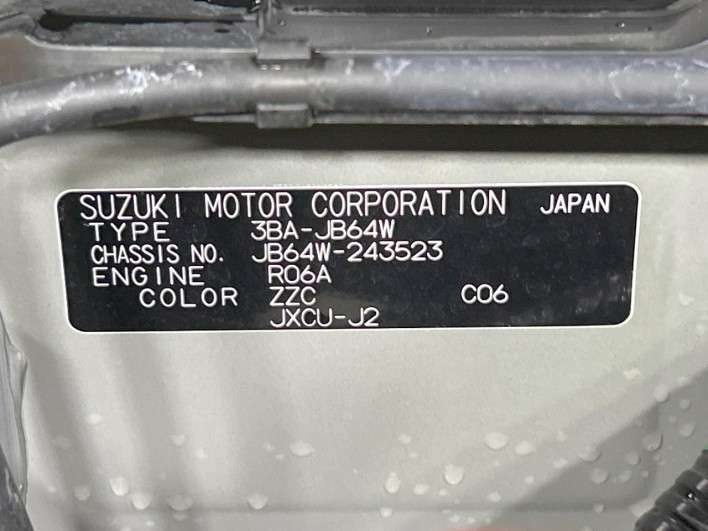 SUZUKI MOTOR CORPORATION JAPAN
TYPE 3BA-JB64W
CHASSIS NO. JB64W-243523
ENGINE R06A
COLOR ZZC C06
JXCU-J2